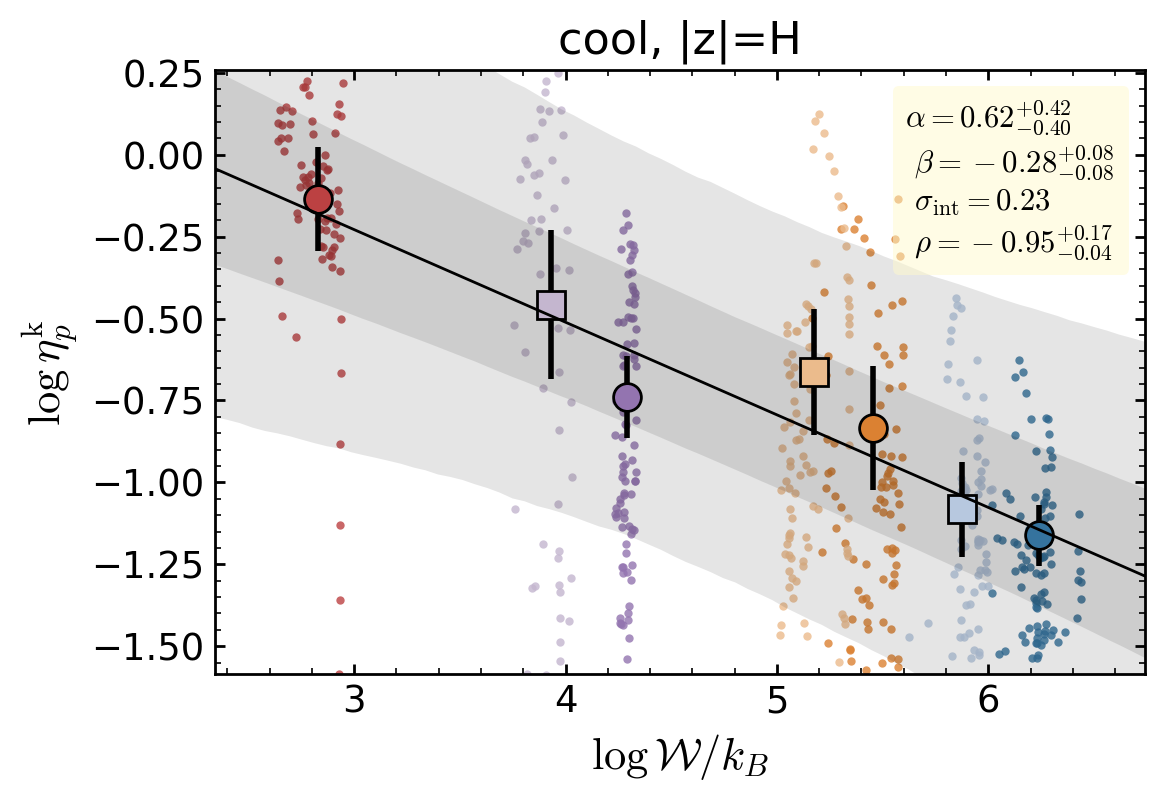 cool, |z|=H
0.25
0.00
−0.25
−0.50
−0.75
−1.00
−1.25
−1.50
log η_p^k
α = 0.62^{+0.42}_{−0.40}
β = −0.28^{+0.08}_{−0.08}
σ_int = 0.23
ρ = −0.95^{+0.17}_{−0.04}
3 4 5 6
log 𝒲/k_B